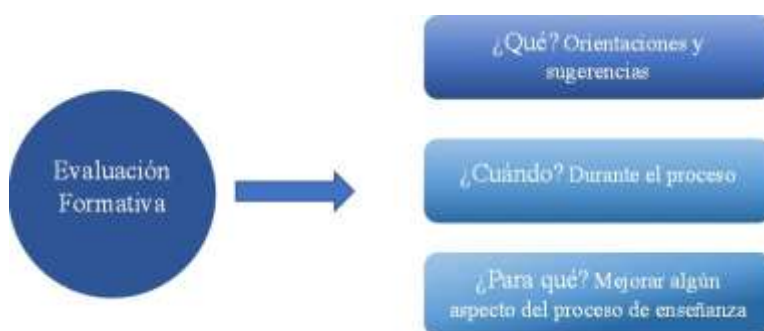 ¿Qué? Orientaciones y
sugerencias
Evaluación
Formativa
¿Cuándo? Durante el proceso
¿Para qué? Mejorar algún
aspecto del proceso de enseñanza